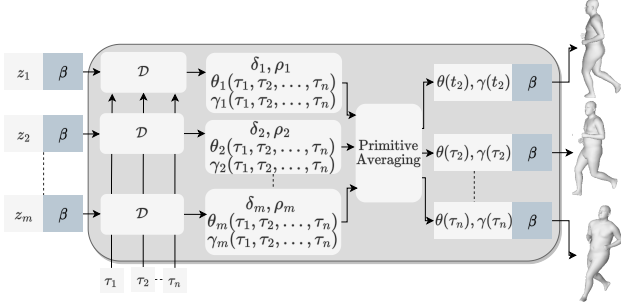 z₁ β 𝒟 δ₁, ρ₁
θ₁(τ₁, τ₂, . . . , τₙ)
γ₁(τ₁, τ₂, . . . , τₙ)
θ(t₂), γ(t₂) β
z₂ β 𝒟 δ₂, ρ₂
θ₂(τ₁, τ₂, . . . , τₙ)
γ₂(τ₁, τ₂, . . . , τₙ)
Primitive
Averaging
θ(τ₂), γ(τ₂) β
zₘ β 𝒟 δₘ, ρₘ
θₘ(τ₁, τ₂, . . . , τₙ)
γₘ(τ₁, τ₂, . . . , τₙ)
θ(τₙ), γ(τₙ) β
τ₁ τ₂ τₙ